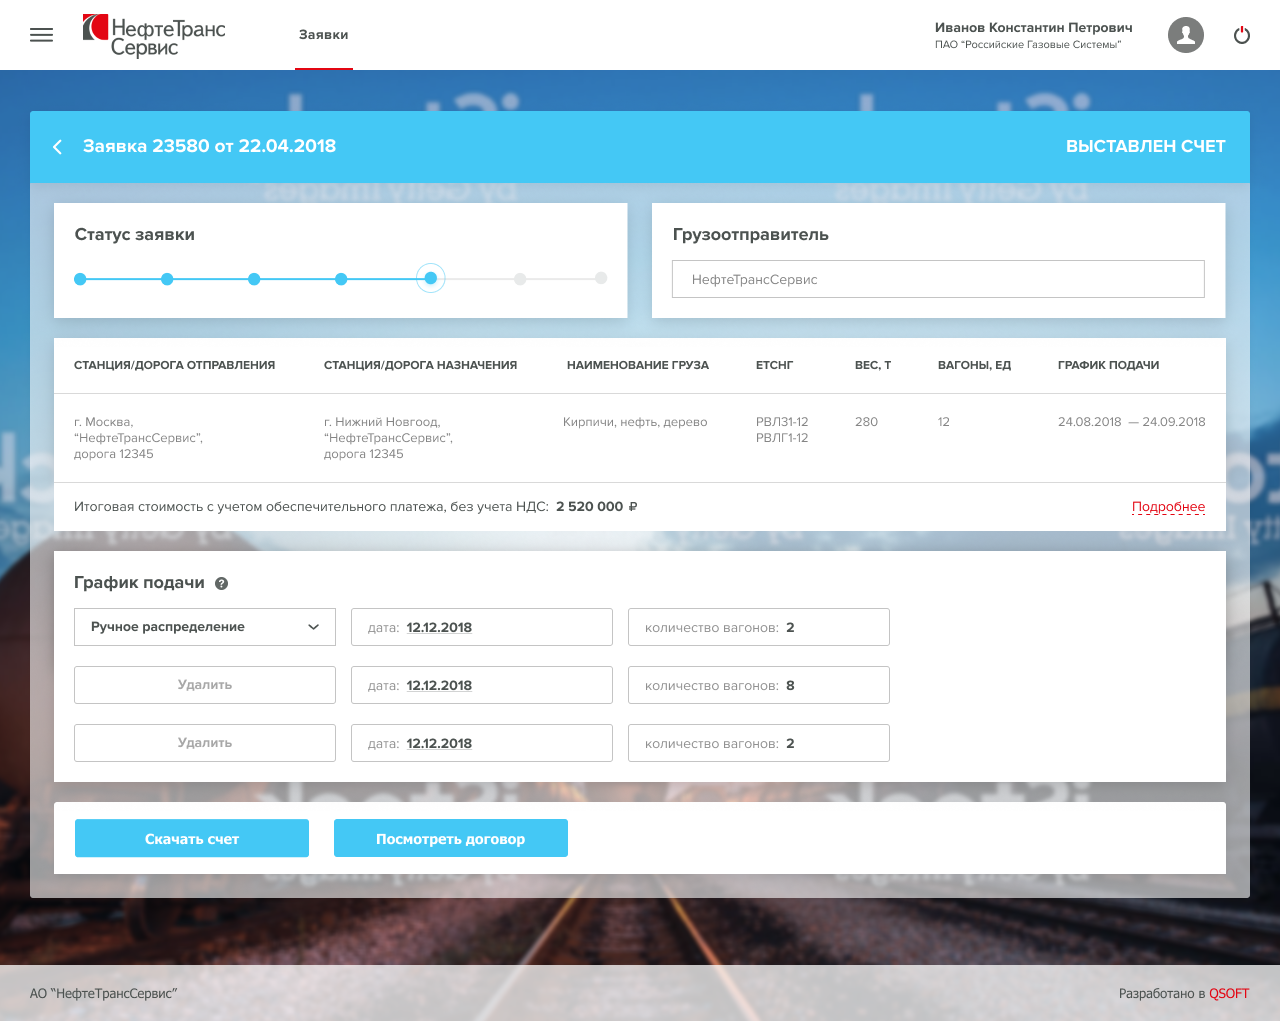 НефтеТранс
Сервис
Заявки
Иванов Константин Петрович
ПАО “Российские Газовые Системы”
Заявка 23580 от 22.04.2018
ВЫСТАВЛЕН СЧЕТ
Статус заявки
Грузоотправитель
НефтеТрансСервис
СТАНЦИЯ/ДОРОГА ОТПРАВЛЕНИЯ СТАНЦИЯ/ДОРОГА НАЗНАЧЕНИЯ НАИМЕНОВАНИЕ ГРУЗА ЕТСНГ ВЕС, Т ВАГОНЫ, ЕД ГРАФИК ПОДАЧИ
г. Москва, г. Нижний Новгоод, Кирпичи, нефть, дерево РВЛ31-12 280 12 24.08.2018 — 24.09.2018
“НефтеТрансСервис”, “НефтеТрансСервис”, РВЛГ1-12
дорога 12345 дорога 12345
Итоговая стоимость с учетом обеспечительного платежа, без учета НДС: 2 520 000 ₽
Подробнее
График подачи ?
Ручное распределение дата: 12.12.2018 количество вагонов: 2
Удалить дата: 12.12.2018 количество вагонов: 8
Удалить дата: 12.12.2018 количество вагонов: 2
Скачать счет Посмотреть договор
АО “НефтеТрансСервис”
Разработано в QSOFT